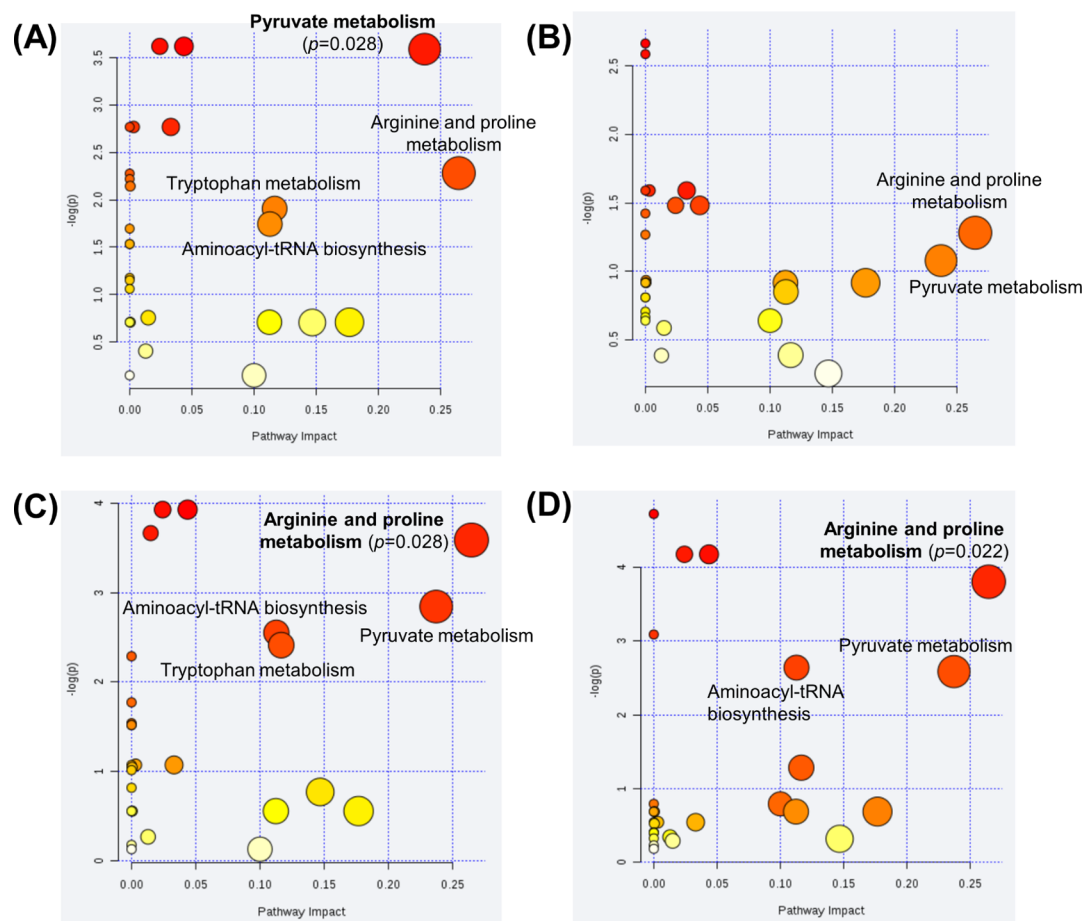 (A)
Pyruvate metabolism
(p=0.028)
Arginine and proline
metabolism
Tryptophan metabolism
Aminoacyl-tRNA biosynthesis
-log(p)
3.5
3.0
2.5
2.0
1.5
1.0
0.5
0.00 0.05 0.10 0.15 0.20 0.25
Pathway Impact
(B)
Arginine and proline
metabolism
Pyruvate metabolism
-log(p)
2.5
2.0
1.5
1.0
0.5
0.00 0.05 0.10 0.15 0.20 0.25
Pathway Impact
(C)
Arginine and proline
metabolism (p=0.028)
Aminoacyl-tRNA biosynthesis
Pyruvate metabolism
Tryptophan metabolism
-log(p)
4
3
2
1
0
0.00 0.05 0.10 0.15 0.20 0.25
Pathway Impact
(D)
Arginine and proline
metabolism (p=0.022)
Pyruvate metabolism
Aminoacyl-tRNA
biosynthesis
-log(p)
4
3
2
1
0
0.00 0.05 0.10 0.15 0.20 0.25
Pathway Impact